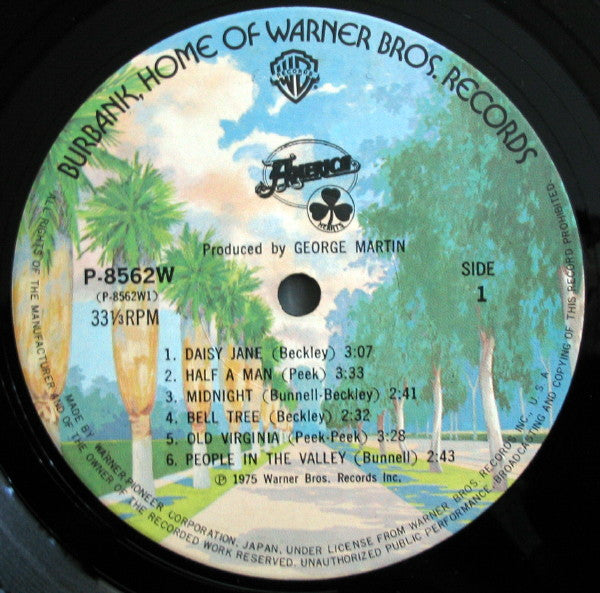 BURBANK, HOME OF WARNER BROS. RECORDS
WB
RECORDS
AMERICA
HEARTS
Produced by GEORGE MARTIN
P-8562W
(P-8562W1)
33⅓RPM
SIDE
1
1. DAISY JANE (Beckley) 3:07
2. HALF A MAN (Peek) 3:33
3. MIDNIGHT (Bunnell-Beckley) 2:41
4. BELL TREE (Beckley) 2:32
5. OLD VIRGINIA (Peek-Peek) 3:28
6. PEOPLE IN THE VALLEY (Bunnell) 2:43
℗ 1975 Warner Bros. Records Inc.
MADE BY WARNER-PIONEER CORPORATION, JAPAN, UNDER LICENSE FROM WARNER BROS. RECORDS INC., U.S.A.
ALL RIGHTS OF THE MANUFACTURER AND OF THE OWNER OF THE RECORDED WORK RESERVED. UNAUTHORIZED PUBLIC PERFORMANCE, BROADCASTING AND COPYING OF THIS RECORD PROHIBITED.